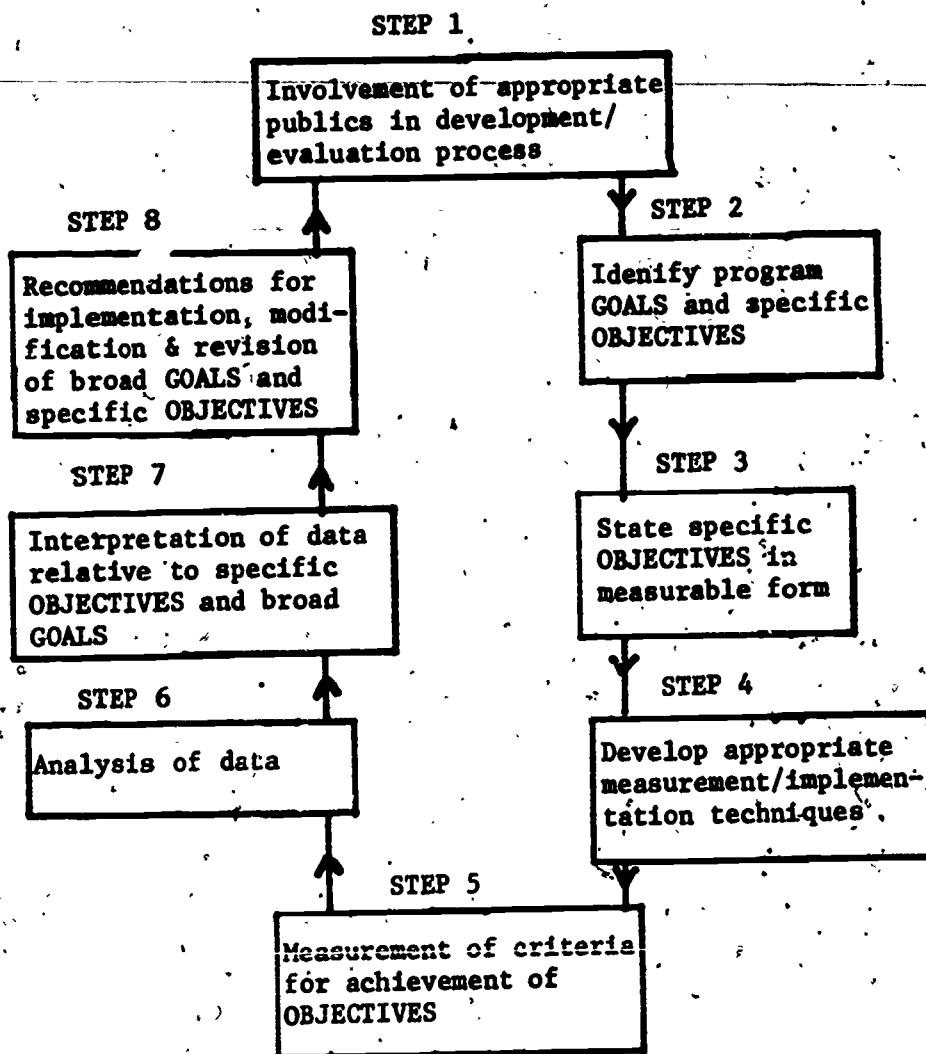 STEP 1
Involvement of appropriate
publics in development/
evaluation process
STEP 2
Idenify program
GOALS and specific
OBJECTIVES
STEP 3
State specific
OBJECTIVES in
measurable form
STEP 4
Develop appropriate
measurement/implemen-
tation techniques
STEP 5
Measurement of criteria
for achievement of
OBJECTIVES
STEP 6
Analysis of data
STEP 7
Interpretation of data
relative to specific
OBJECTIVES and broad
GOALS
STEP 8
Recommendations for
implementation, modi-
fication & revision
of broad GOALS and
specific OBJECTIVES